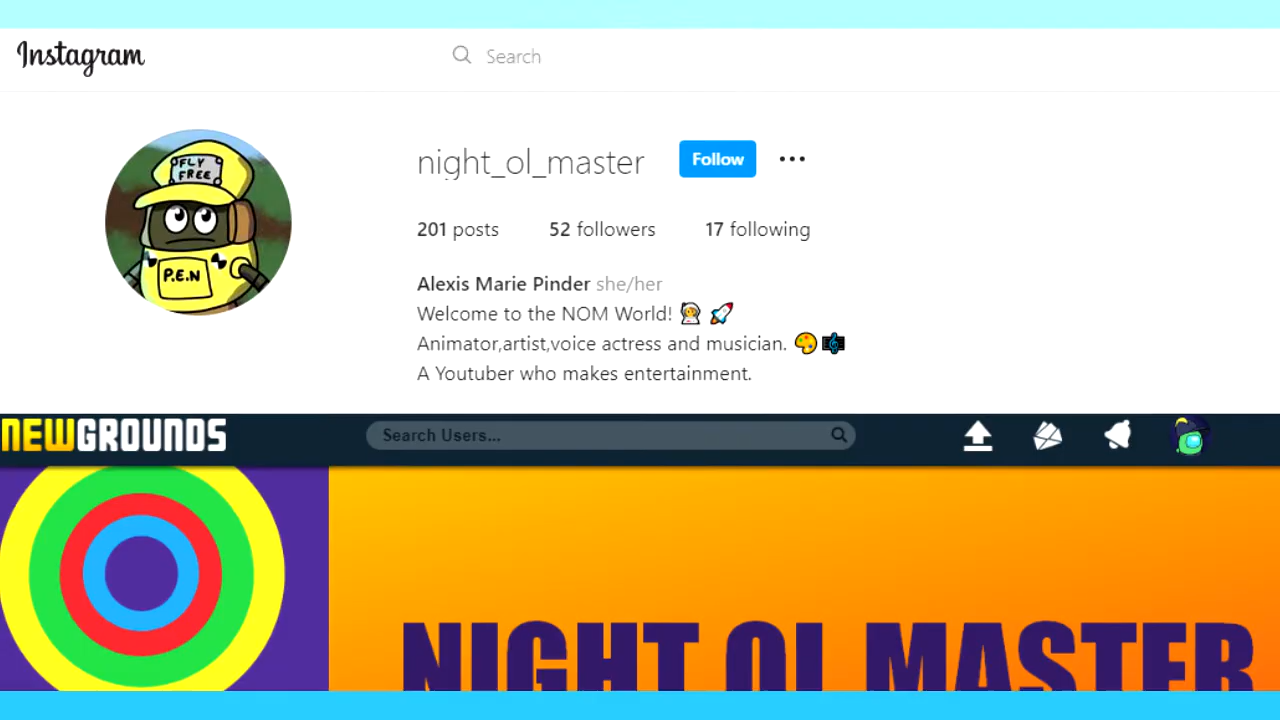 Instagram
Search
FLY
FREE
P.E.N
night_ol_master
Follow
201 posts 52 followers 17 following
Alexis Marie Pinder she/her
Welcome to the NOM World! 👩‍🚀 🚀
Animator,artist,voice actress and musician. 🎨🎼
A Youtuber who makes entertainment.
NEWGROUNDS
Search Users...
NIGHT OL MASTER